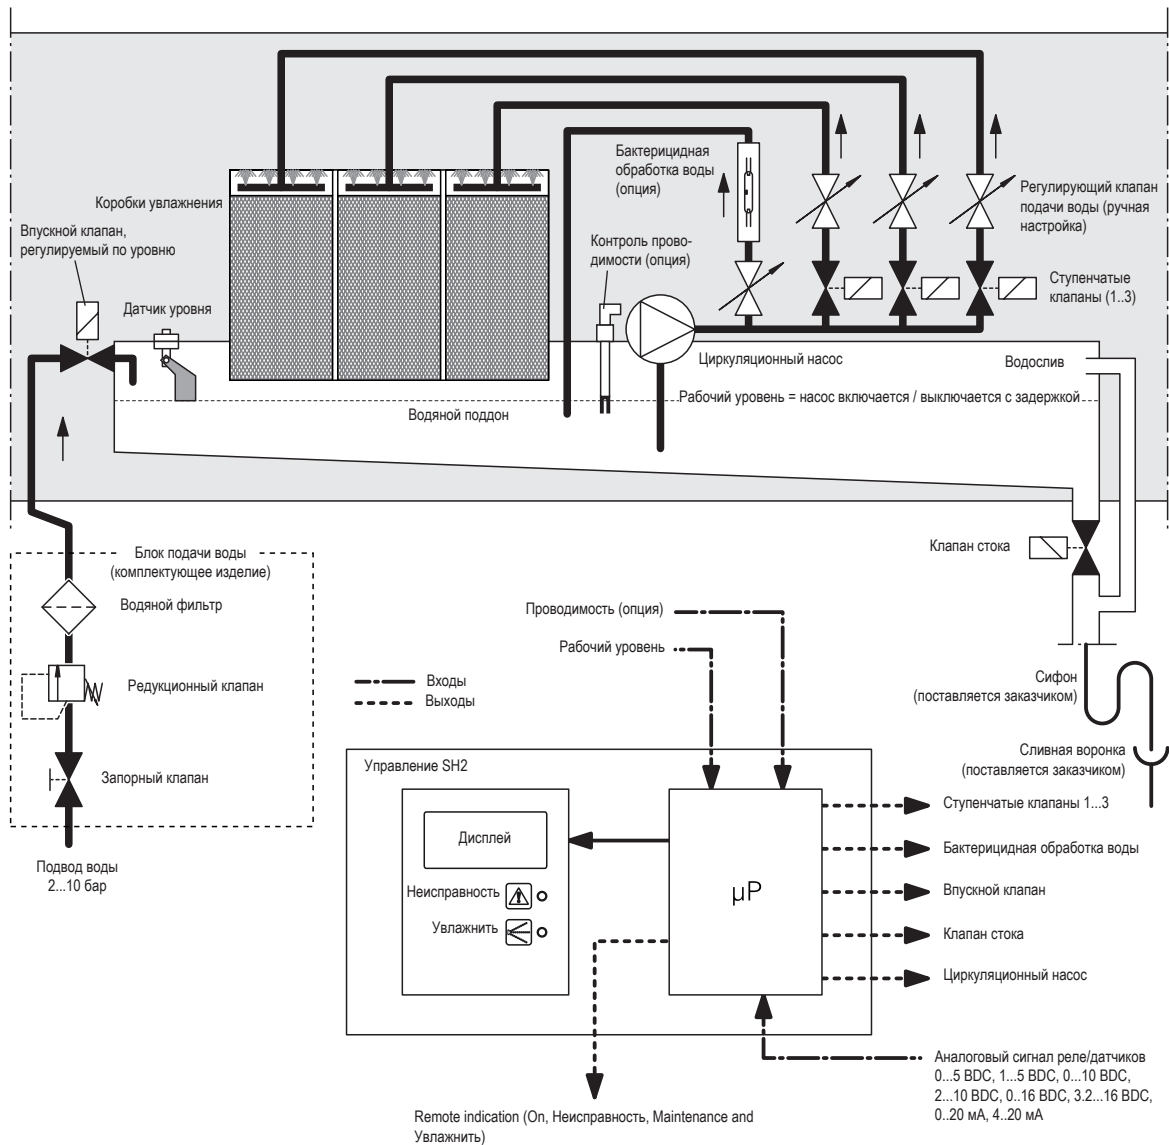 Бактерицидная
обработка воды
(опция)
Коробки увлажнения
Регулирующий клапан
подачи воды (ручная
настройка)
Впускной клапан,
регулируемый по уровню
Контроль прово-
димости (опция)
Датчик уровня
Ступенчатые
клапаны (1..3)
Циркуляционный насос
Водослив
Рабочий уровень = насос включается / выключается с задержкой
Водяной поддон
Клапан стока
Блок подачи воды
(комплектующее изделие)
Водяной фильтр
Редукционный клапан
Запорный клапан
Подвод воды
2...10 бар
Проводимость (опция)
Рабочий уровень
Входы
Выходы
Сифон
(поставляется заказчиком)
Сливная воронка
(поставляется заказчиком)
Управление SH2
Дисплей
Неисправность
Увлажнить
µP
Ступенчатые клапаны 1...3
Бактерицидная обработка воды
Впускной клапан
Клапан стока
Циркуляционный насос
Аналоговый сигнал реле/датчиков
0...5 ВDC, 1...5 ВDC, 0...10 ВDC,
2...10 ВDC, 0..16 ВDC, 3.2...16 ВDC,
0..20 мА, 4..20 мА
Remote indication (On, Неисправность, Maintenance and
Увлажнить)